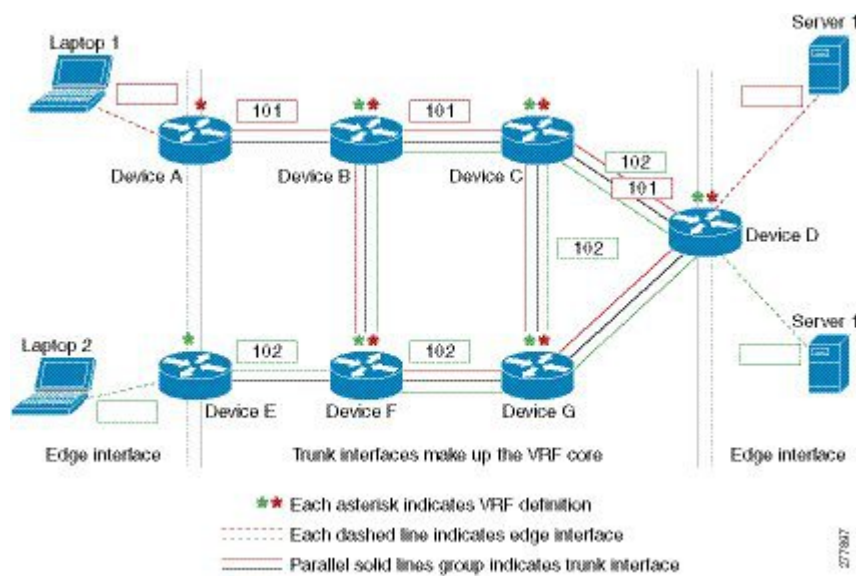 Laptop 1
Server 1
101
101
102
101
Device A
Device B
Device C
Device D
102
Laptop 2
Server 1
102
102
Device E
Device F
Device G
Edge interface
Trunk interfaces make up the VRF core
Edge interface
** Each asterisk indicates VRF definition
Each dashed line indicates edge interface
Parallel solid lines group indicates trunk interface
277897